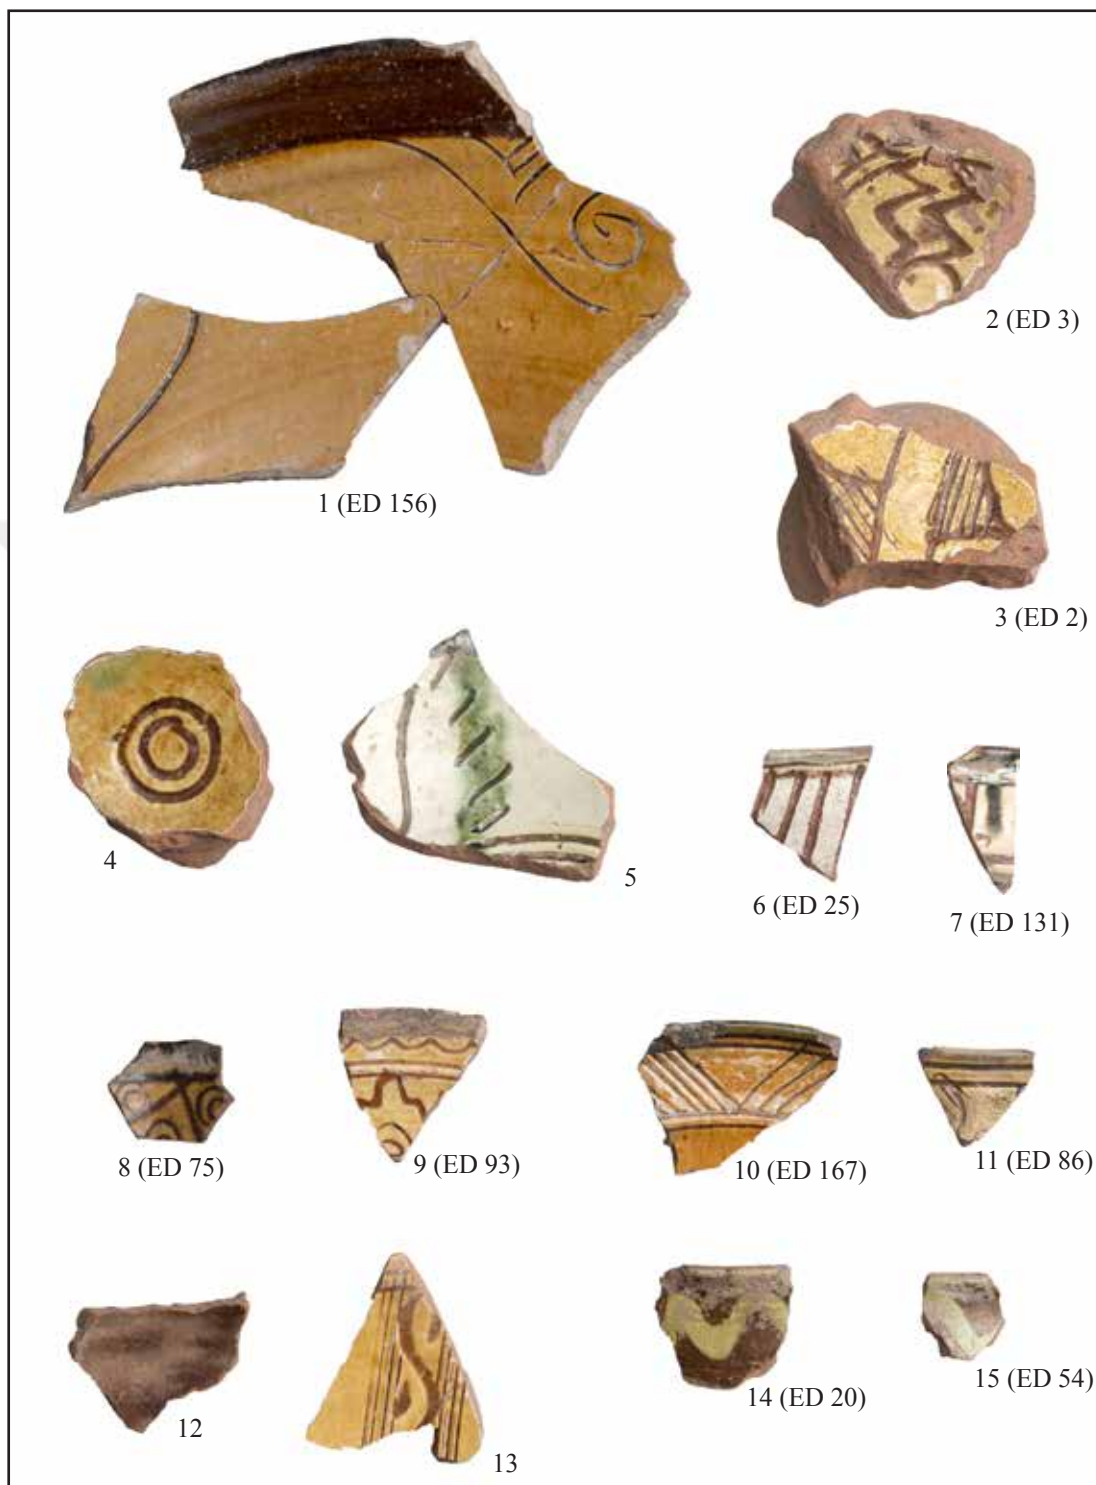 1 (ED 156)
2 (ED 3)
3 (ED 2)
4
5
6 (ED 25)
7 (ED 131)
8 (ED 75)
9 (ED 93)
10 (ED 167)
11 (ED 86)
12
13
14 (ED 20)
15 (ED 54)